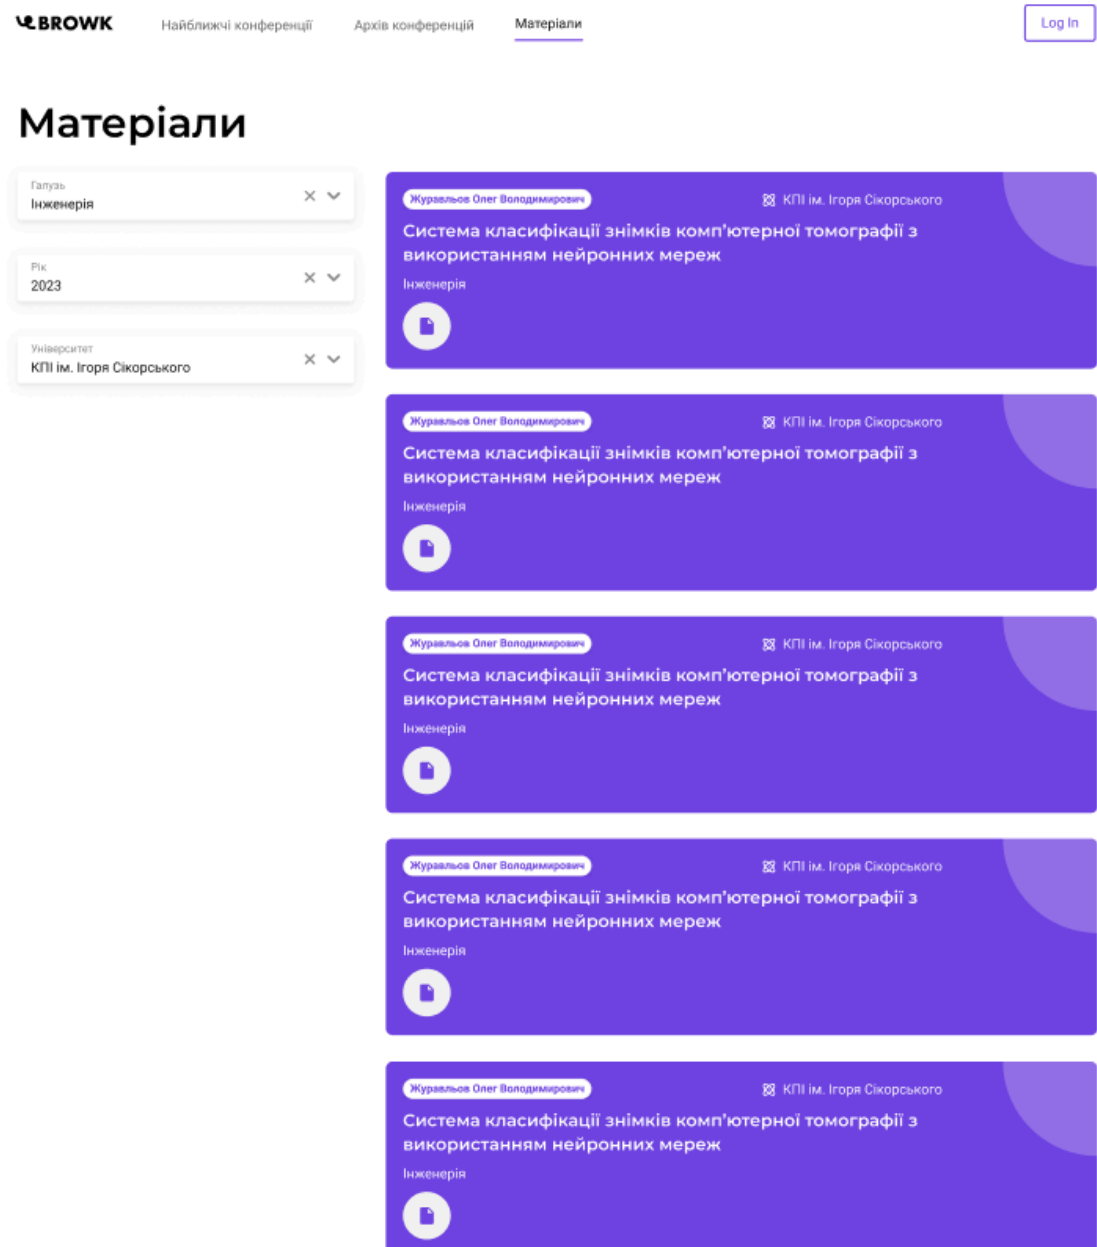 BROWK
Найближчі конференції
Архів конференцій
Матеріали
Log In
Матеріали
Галузь
Інженерія
Рік
2023
Університет
КПІ ім. Ігоря Сікорського
Журавльов Олег Володимирович
КПІ ім. Ігоря Сікорського
Система класифікації знімків комп'ютерної томографії з
використанням нейронних мереж
Інженерія
Журавльов Олег Володимирович
КПІ ім. Ігоря Сікорського
Система класифікації знімків комп'ютерної томографії з
використанням нейронних мереж
Інженерія
Журавльов Олег Володимирович
КПІ ім. Ігоря Сікорського
Система класифікації знімків комп'ютерної томографії з
використанням нейронних мереж
Інженерія
Журавльов Олег Володимирович
КПІ ім. Ігоря Сікорського
Система класифікації знімків комп'ютерної томографії з
використанням нейронних мереж
Інженерія
Журавльов Олег Володимирович
КПІ ім. Ігоря Сікорського
Система класифікації знімків комп'ютерної томографії з
використанням нейронних мереж
Інженерія